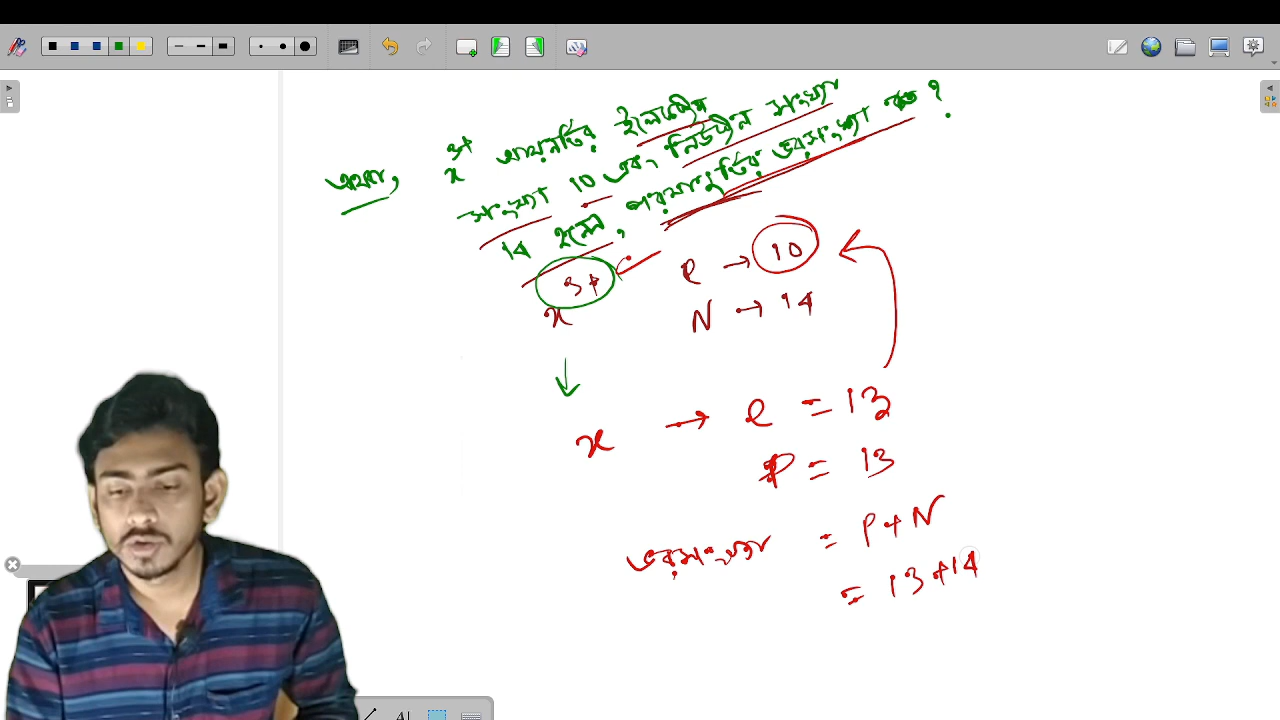 এখন, x³⁺ আয়নটির ইলেকট্রন
সংখ্যা 10 এবং নিউট্রন সংখ্যা
14 হলে, পরমাণুটির ভরসংখ্যা কত ?
x³⁺ e → 10
N → 14
x → e = 13
P = 13
ভরসংখ্যা = P + N
= 13 + 14